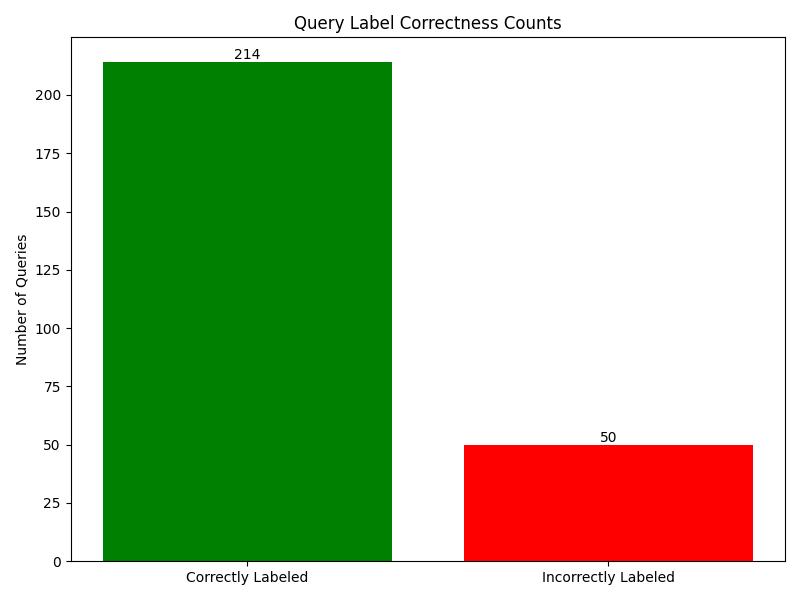 Query Label Correctness Counts
214
50
Number of Queries
200
175
150
125
100
75
50
25
0
Correctly Labeled
Incorrectly Labeled